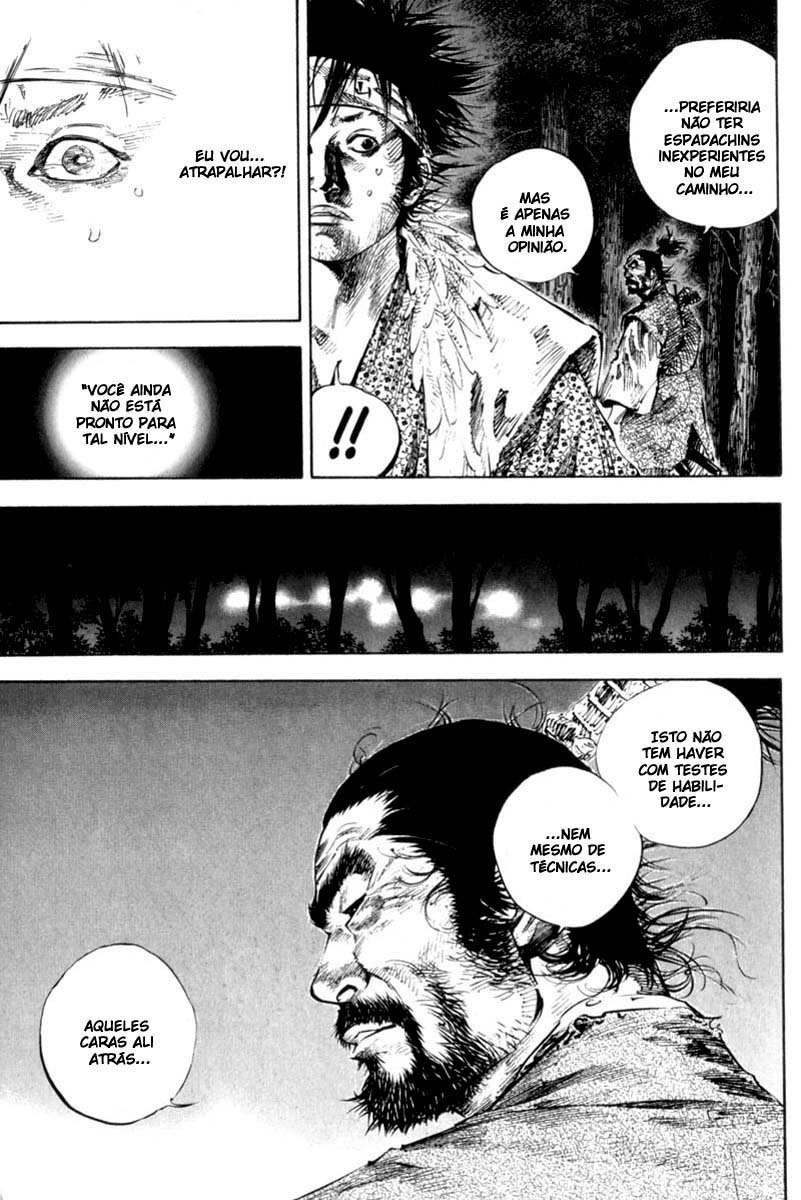 ...PREFERIRIA
NÃO TER
ESPADACHINS
INEXPERIENTES
NO MEU
CAMINHO...
MAS
É APENAS
A MINHA
OPINIÃO.
!!
EU VOU...
ATRAPALHAR?!
"VOCÊ AINDA
NÃO ESTÁ
PRONTO PARA
TAL NÍVEL..."
ISTO NÃO
TEM HAVER
COM TESTES
DE HABILI-
DADE...
...NEM
MESMO DE
TÉCNICAS...
AQUELES
CARAS ALI
ATRÁS...